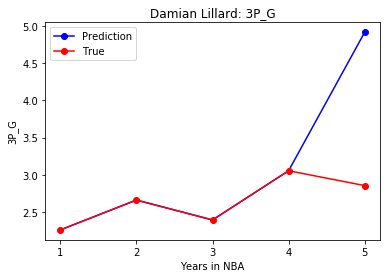 Damian Lillard: 3P_G
Prediction
True
5.0
4.5
4.0
3.5
3.0
2.5
3P_G
1 2 3 4 5
Years in NBA